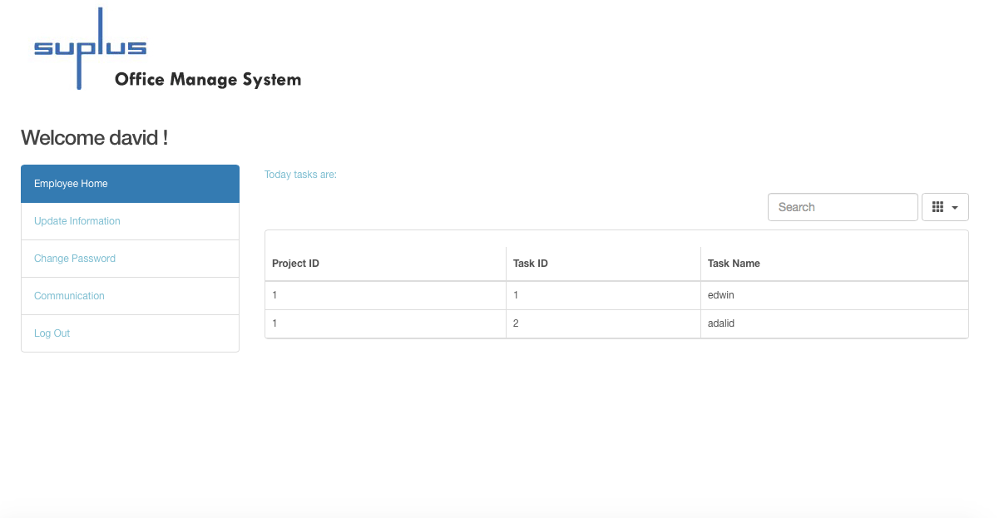 suplus
Office Manage System
Welcome david !
Employee Home
Update Information
Change Password
Communication
Log Out
Today tasks are:
Search
Project ID Task ID Task Name
1 1 edwin
1 2 adalid